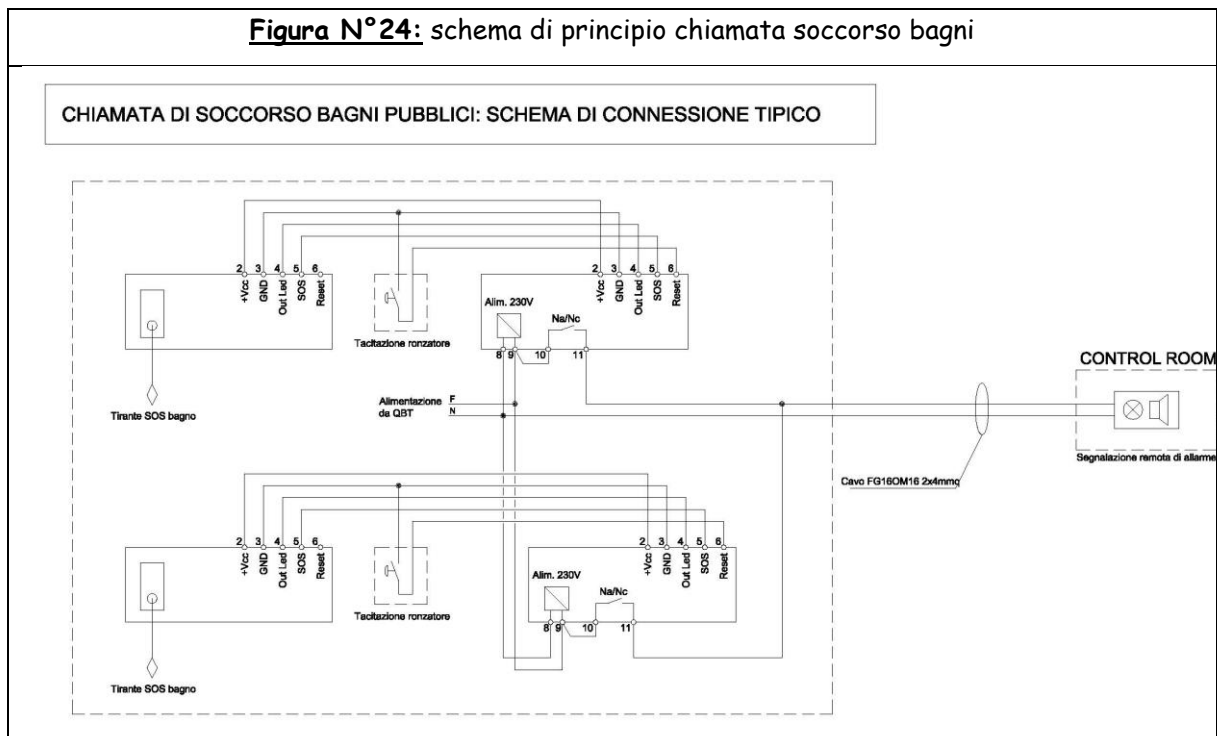 Figura N°24: schema di principio chiamata soccorso bagni
CHIAMATA DI SOCCORSO BAGNI PUBBLICI: SCHEMA DI CONNESSIONE TIPICO
2 3 4 5 6
+Vcc GND Out Led SOS Reset
Tirante SOS bagno
Tacitazione ronzatore
2 3 4 5 6
+Vcc GND Out Led SOS Reset
Alim. 230V
Na/Nc
8 9 10 11
Alimentazione da QBT
F
N
CONTROL ROOM
Segnalazione remota di allarme
Cavo FG16OM16 2x4mmq
2 3 4 5 6
+Vcc GND Out Led SOS Reset
Tirante SOS bagno
Tacitazione ronzatore
2 3 4 5 6
+Vcc GND Out Led SOS Reset
Alim. 230V
Na/Nc
8 9 10 11